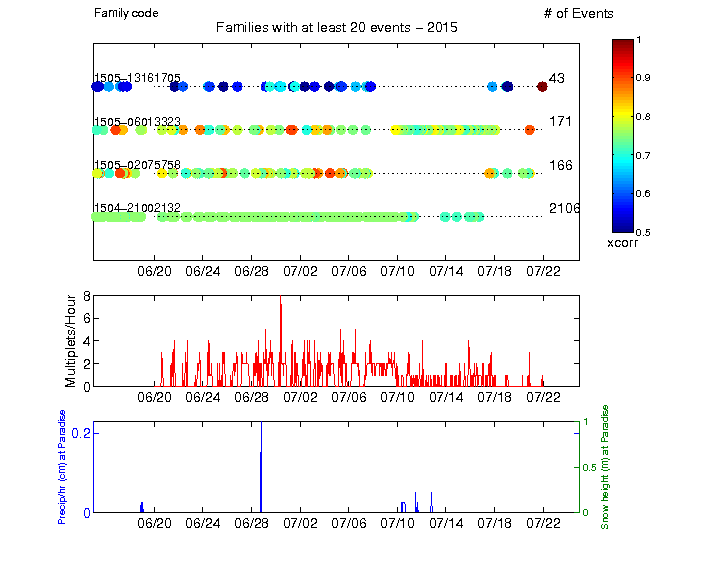 Family code
# of Events
Families with at least 20 events – 2015
1505–13161705
43
1505–06013323
171
1505–02075758
166
1504–21002132
2106
06/20 06/24 06/28 07/02 07/06 07/10 07/14 07/18 07/22
1
0.9
0.8
0.7
0.6
0.5
xcorr
Multiplets/Hour
8
6
4
2
0
06/20 06/24 06/28 07/02 07/06 07/10 07/14 07/18 07/22
Precip/hr (cm) at Paradise
0.2
0
1
0.5
0
Snow height (m) at Paradise
06/20 06/24 06/28 07/02 07/06 07/10 07/14 07/18 07/22